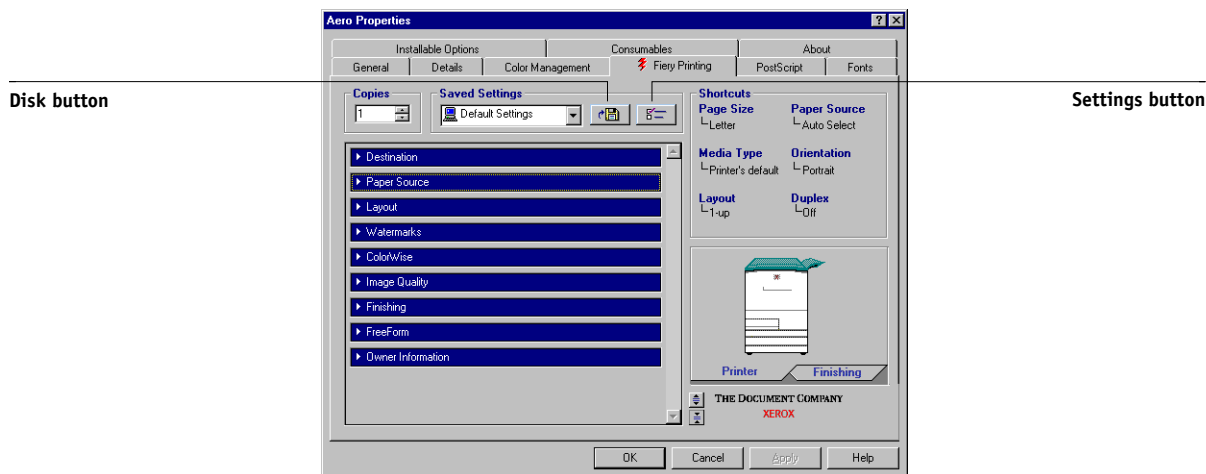 Aero Properties
Installable Options Consumables About
General Details Color Management Fiery Printing PostScript Fonts
Disk button
Settings button
Copies
1
Saved Settings
Default Settings
Shortcuts
Page Size Paper Source
Letter Auto Select
Media Type Orientation
Printer's default Portrait
Layout Duplex
1-up Off
Destination
Paper Source
Layout
Watermarks
ColorWise
Image Quality
Finishing
FreeForm
Owner Information
Printer Finishing
THE DOCUMENT COMPANY
XEROX
OK Cancel Apply Help